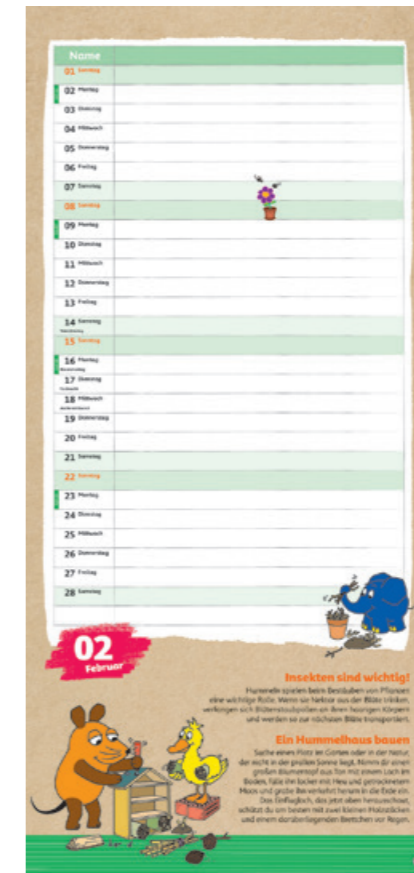 Name
01 Sonntag
02 Montag
03 Dienstag
04 Mittwoch
05 Donnerstag
06 Freitag
07 Samstag
08 Sonntag
09 Montag
10 Dienstag
11 Mittwoch
12 Donnerstag
13 Freitag
14 Samstag
Valentinstag
15 Sonntag
16 Montag
Rosenmontag
17 Dienstag
Fastnacht
18 Mittwoch
Aschermittwoch
19 Donnerstag
20 Freitag
21 Samstag
22 Sonntag
23 Montag
24 Dienstag
25 Mittwoch
26 Donnerstag
27 Freitag
28 Samstag
02
Februar
Insekten sind wichtig!
Hummeln spielen beim Bestäuben von Pflanzen
eine wichtige Rolle. Wenn sie Nektar aus der Blüte trinken,
verfangen sich Blütenstaubpollen an ihren haarigen Körpern
und werden so zur nächsten Blüte transportiert.
Ein Hummelhaus bauen
Suche einen Platz im Garten oder in der Natur,
der nicht in der prallen Sonne liegt. Nimm dir einen
großen Blumentopf aus Ton mit einem Loch im
Boden, fülle ihn locker mit Heu und getrocknetem
Moos und grabe ihn verkehrt herum in die Erde ein.
Das Einflugloch, das jetzt oben herausschaut,
schützt du am besten mit zwei kleinen Holzstücken
und einem darüberliegenden Brettchen vor Regen.